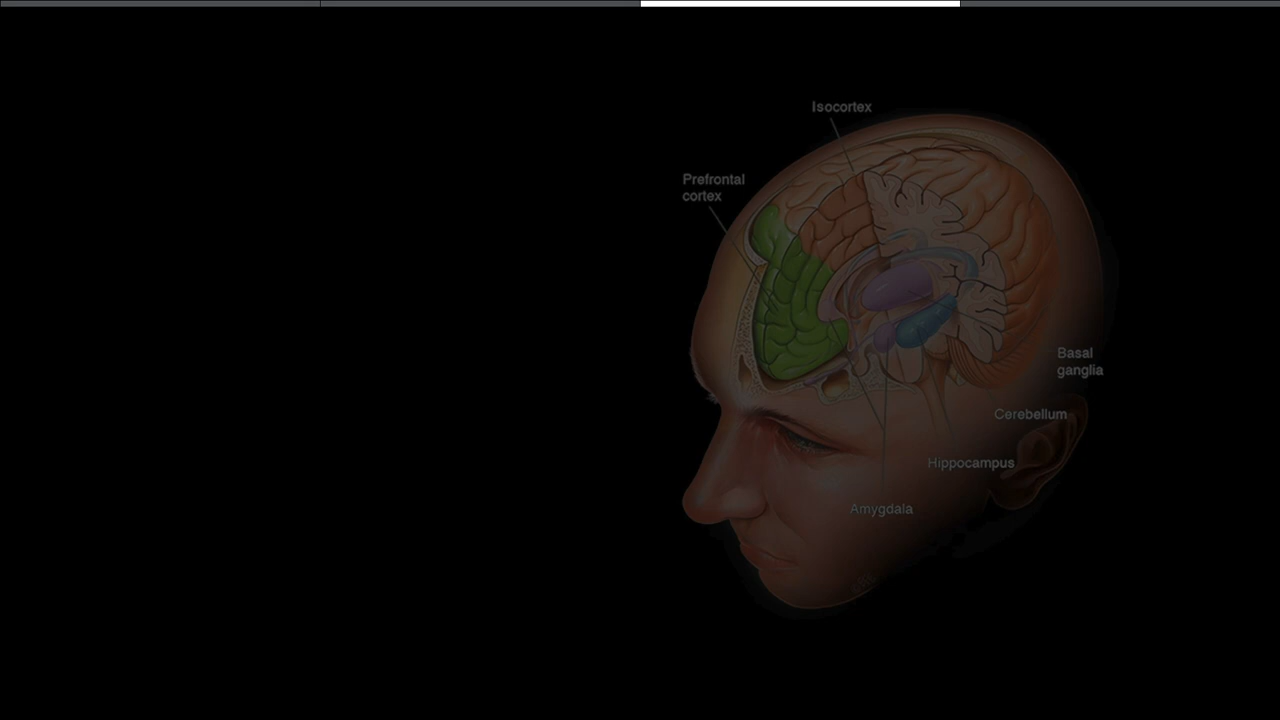 Isocortex
Prefrontal
cortex
Basal
ganglia
Cerebellum
Hippocampus
Amygdala